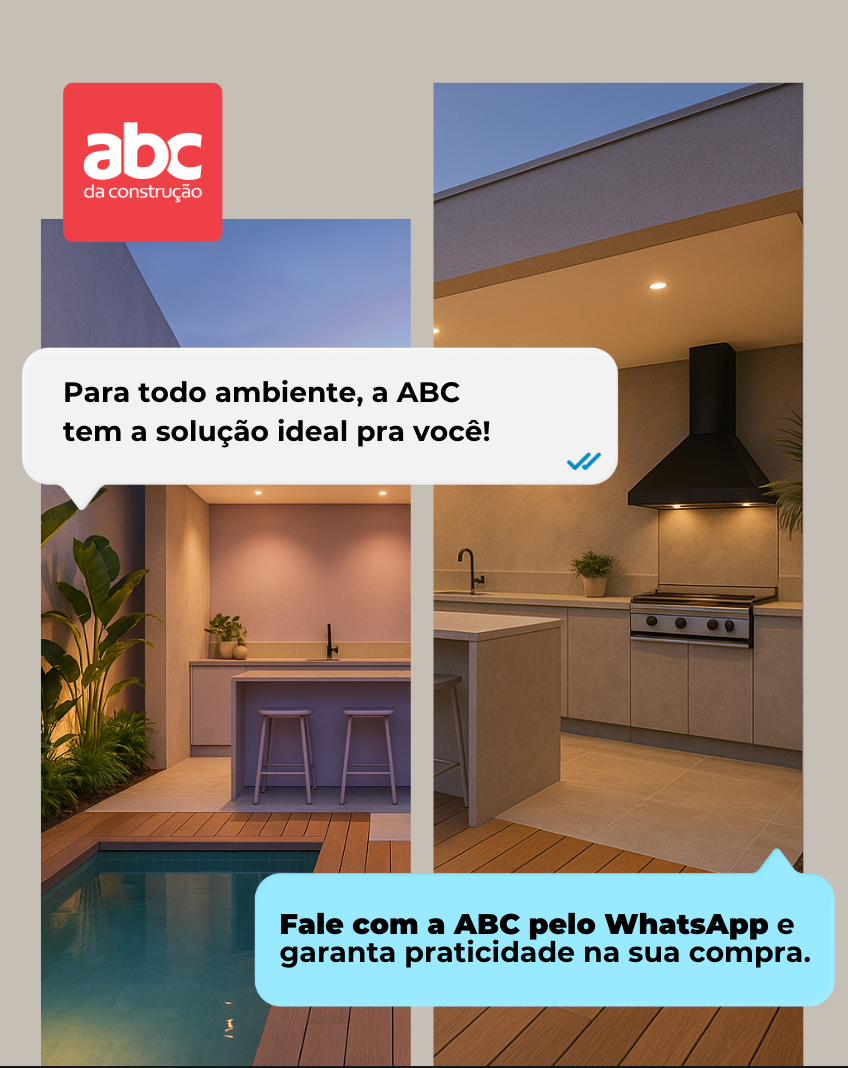 abc
da construção
Para todo ambiente, a ABC
tem a solução ideal pra você!
Fale com a ABC pelo WhatsApp e
garanta praticidade na sua compra.